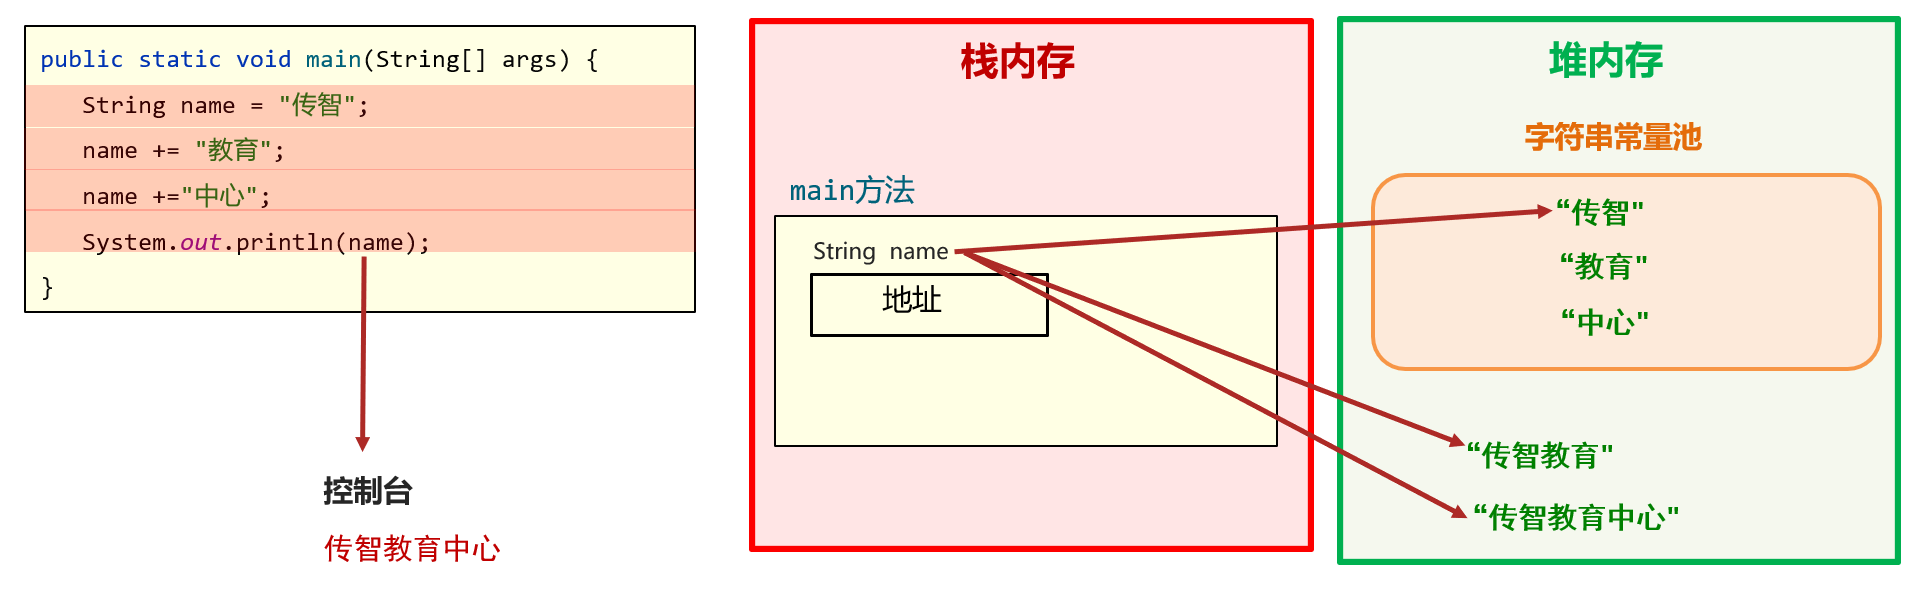 public static void main(String[] args) {
String name = "传智";
name += "教育";
name +="中心";
System.out.println(name);
}
控制台
传智教育中心
栈内存
main方法
String name
地址
堆内存
字符串常量池
“传智"
“教育"
“中心"
“传智教育"
“传智教育中心"